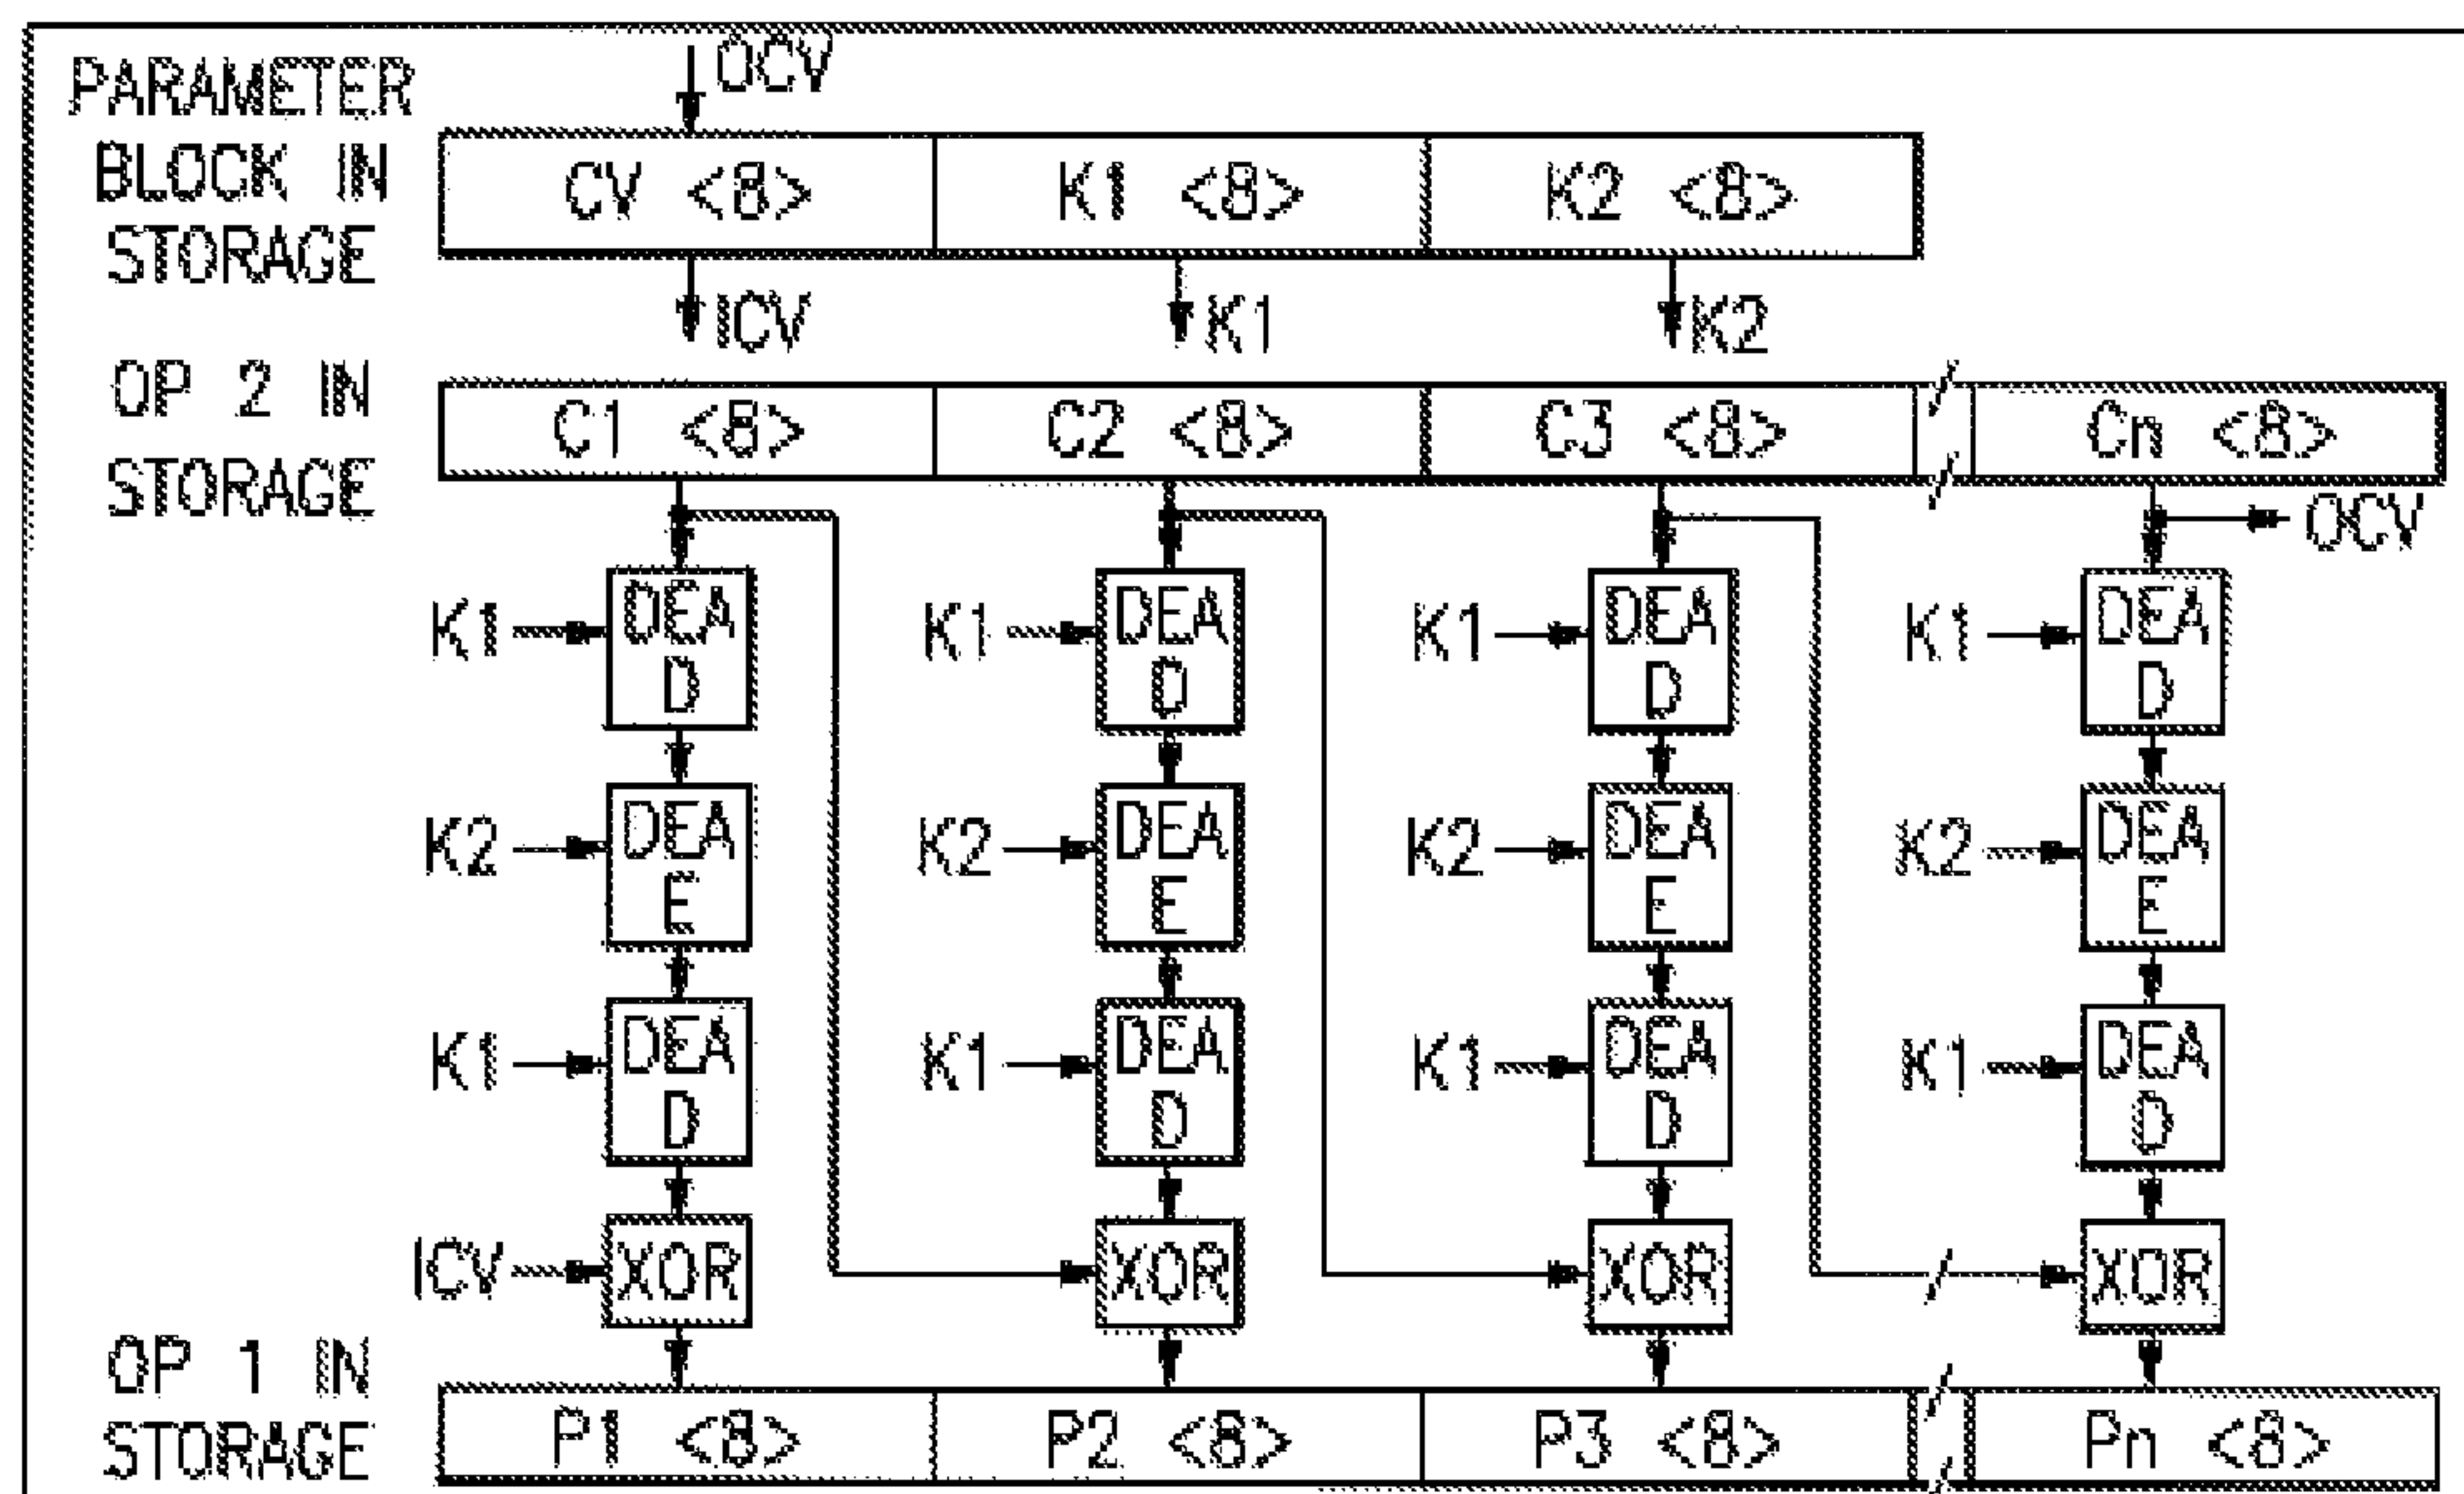 PARAMETER
BLOCK IN
STORAGE
OCV
CV <8> K1 <8> K2 <8>
ICV K1 K2
OP 2 IN
STORAGE
C1 <8> C2 <8> C3 <8> Cn <8>
OCV
K1 DEA K1 DEA K1 DEA K1 DEA
D D D D
K2 DEA K2 DEA K2 DEA K2 DEA
E E E E
K1 DEA K1 DEA K1 DEA K1 DEA
D D D D
ICV XOR XOR XOR XOR
OP 1 IN
STORAGE
P1 <8> P2 <8> P3 <8> Pn <8>